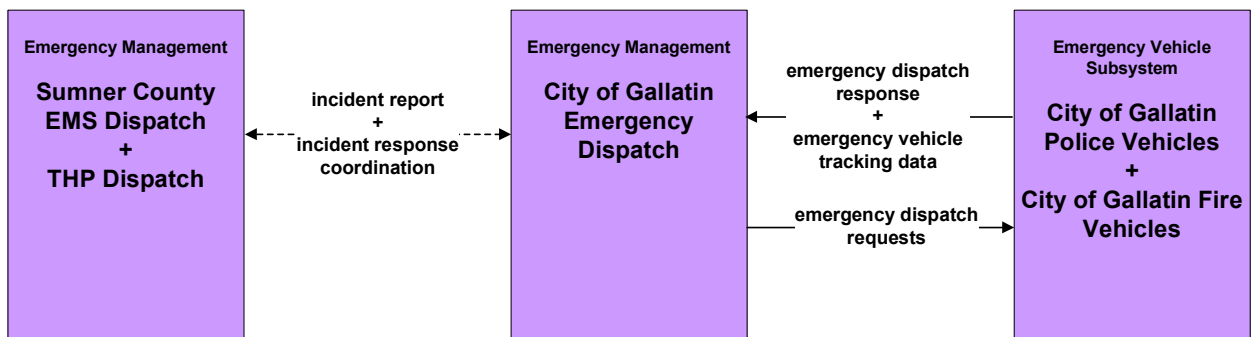 Emergency Management
Sumner County
EMS Dispatch
+
THP Dispatch
incident report
+
incident response
coordination
Emergency Management
City of Gallatin
Emergency
Dispatch
emergency dispatch
response
+
emergency vehicle
tracking data
emergency dispatch
requests
Emergency Vehicle
Subsystem
City of Gallatin
Police Vehicles
+
City of Gallatin Fire
Vehicles